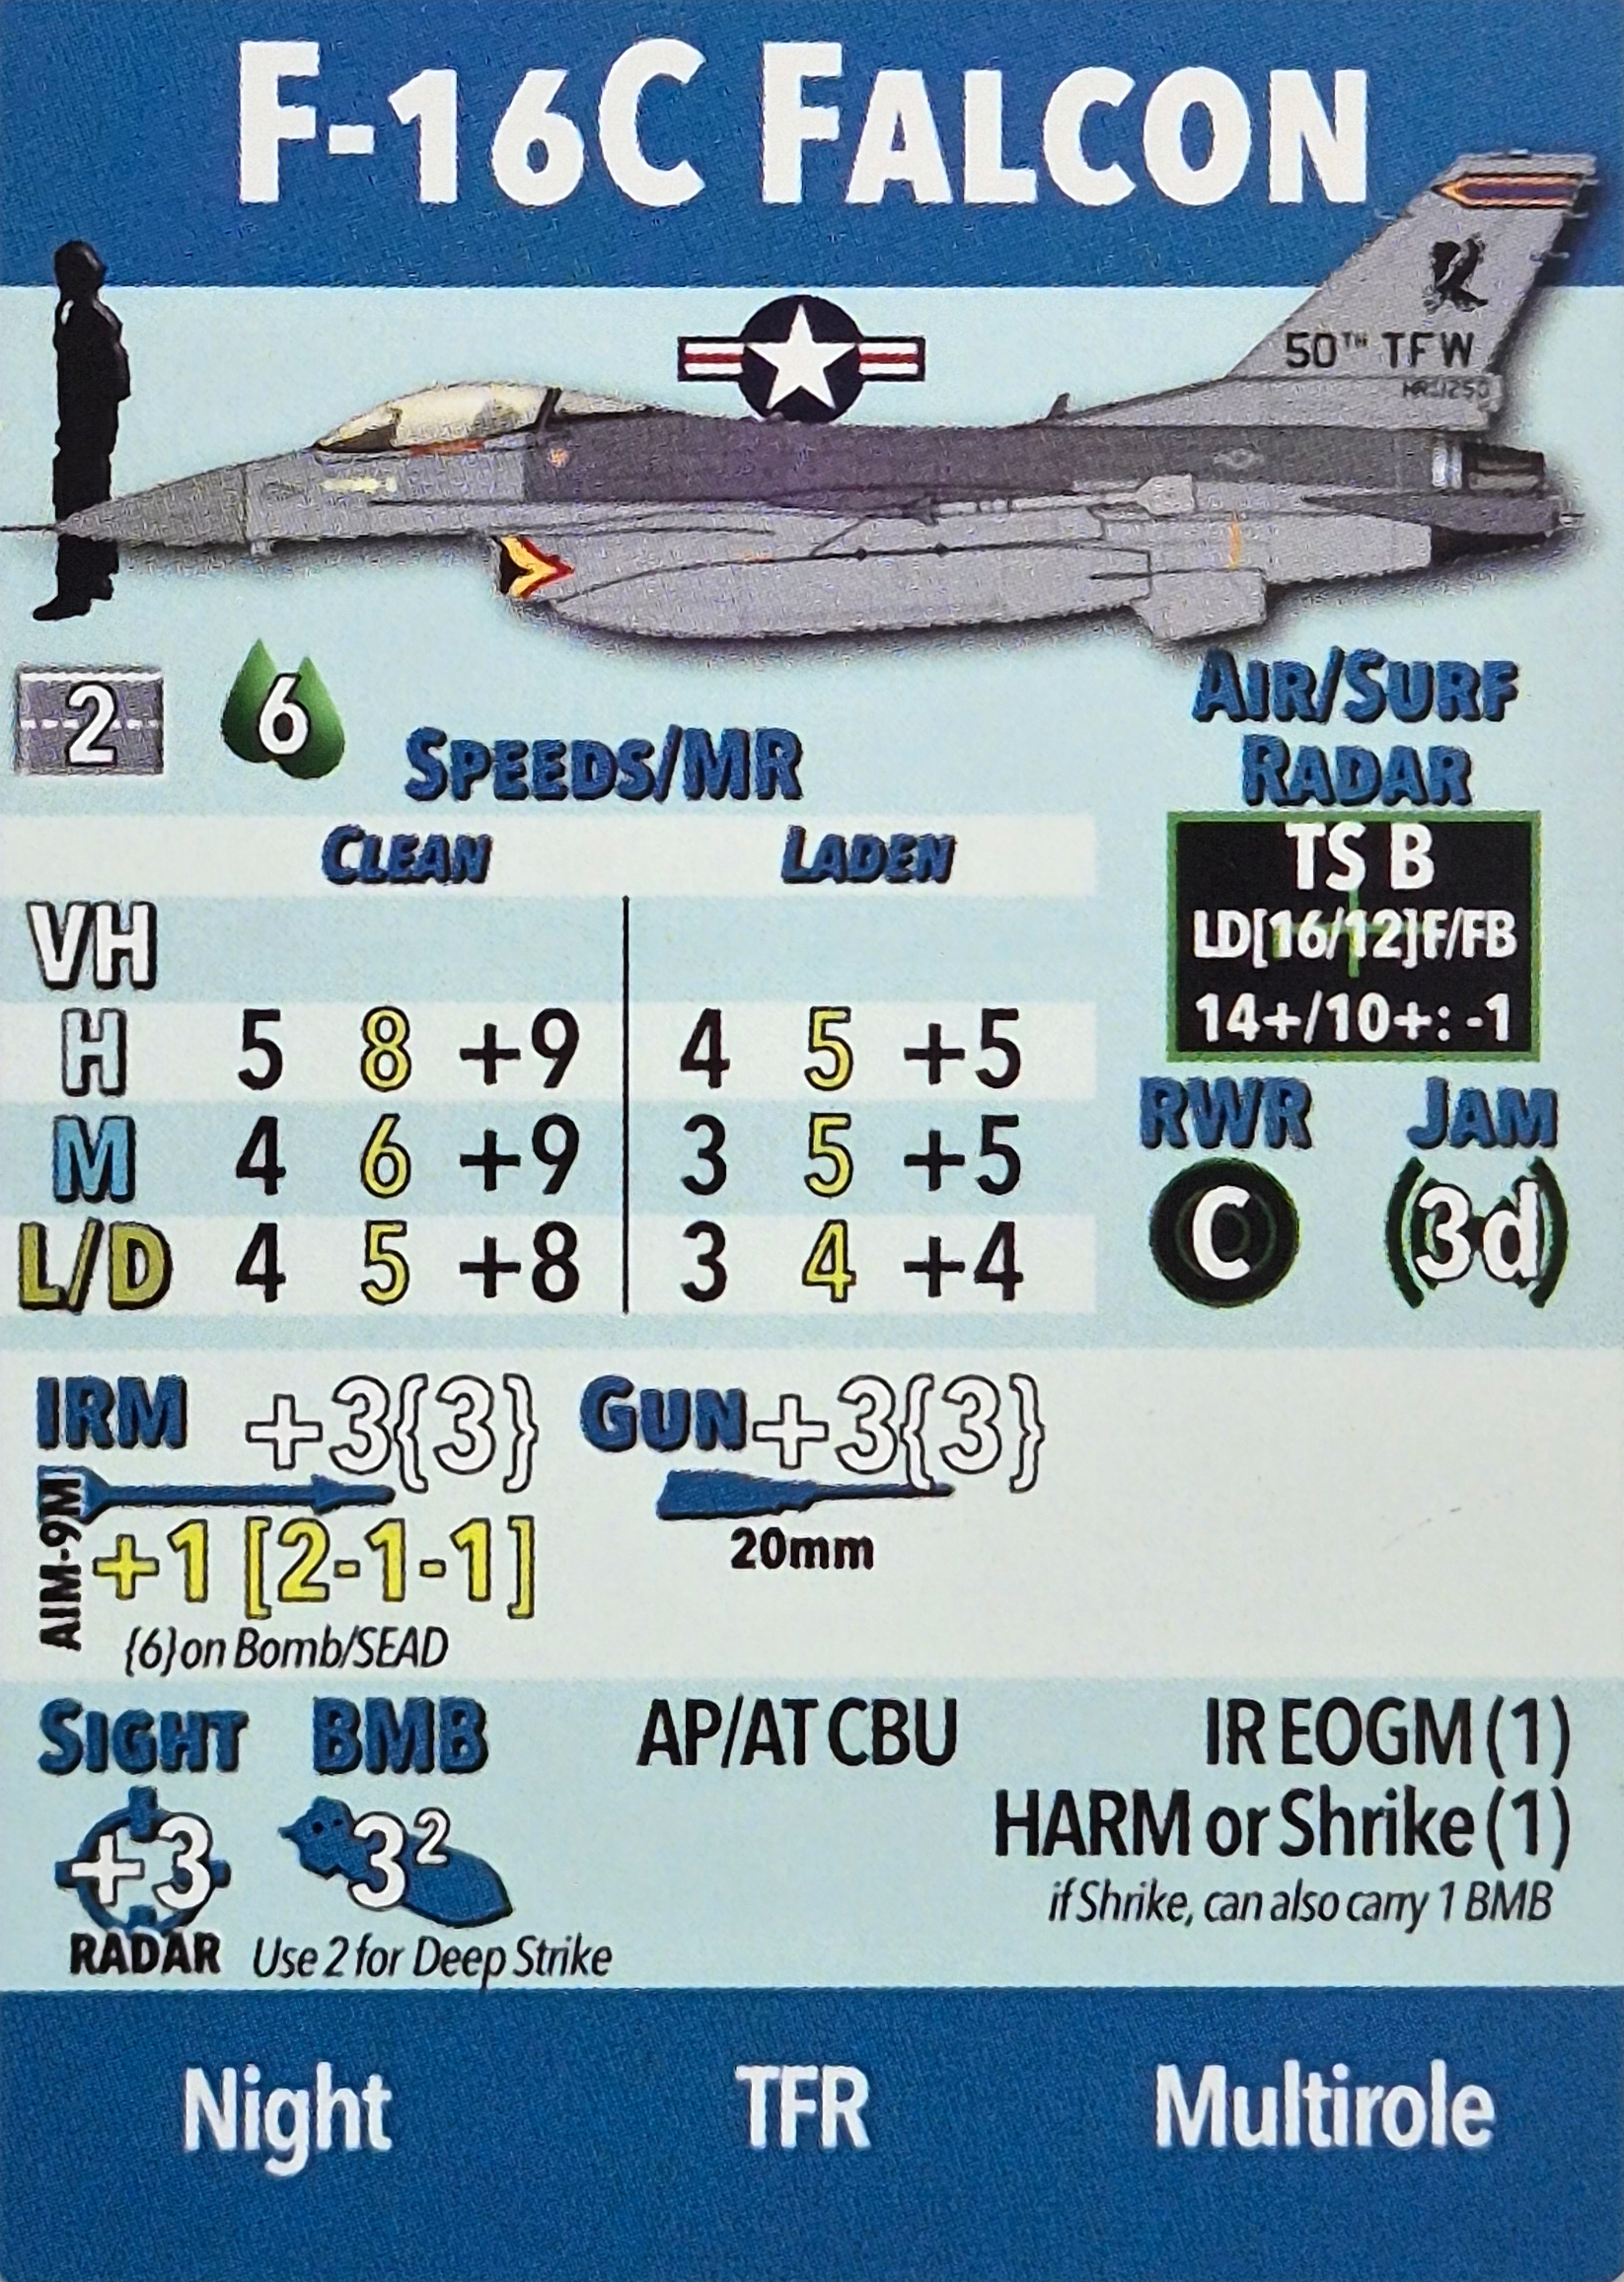 F-16C FALCON
50TH TFW
2 6
SPEEDS/MR
AIR/SURF
RADAR
CLEAN LADEN
TS B
LD[16/12]F/FB
14+/10+: -1
VH
H 5 8 +9 4 5 +5
M 4 6 +9 3 5 +5
L/D 4 5 +8 3 4 +4
RWR JAM
C (3d)
IRM +3{3} GUN +3{3}
AIM-9M
+1 [2-1-1]
20mm
{6} on Bomb/SEAD
SIGHT BMB AP/AT CBU IR EOGM (1)
HARM or Shrike (1)
+3 3²
if Shrike, can also carry 1 BMB
RADAR Use 2 for Deep Strike
Night TFR Multirole